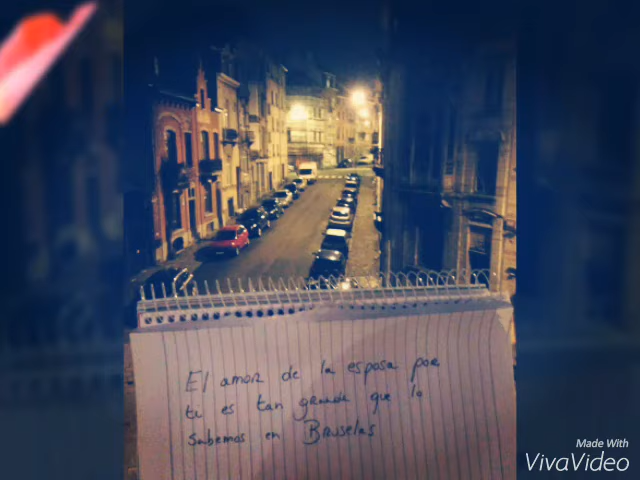 El amor de la esposa por
ti es tan grande que lo
sabemos en Bruselas
Made With
VivaVideo